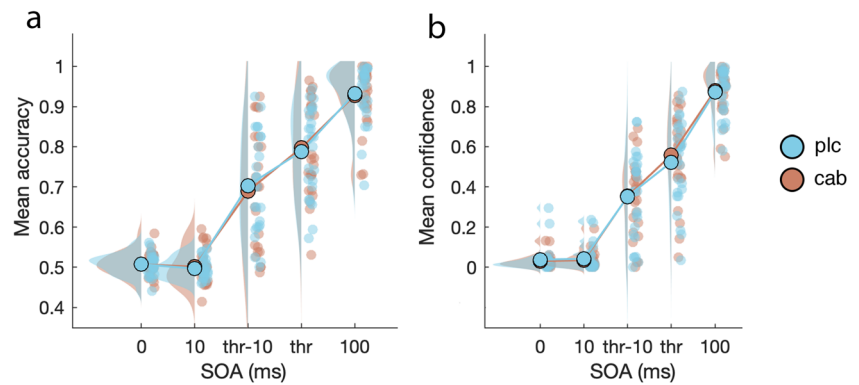 a
Mean accuracy
1
0.9
0.8
0.7
0.6
0.5
0.4
0 10 thr-10 thr 100
SOA (ms)
b
Mean confidence
1
0.8
0.6
0.4
0.2
0
0 10 thr-10 thr 100
SOA (ms)
plc
cab